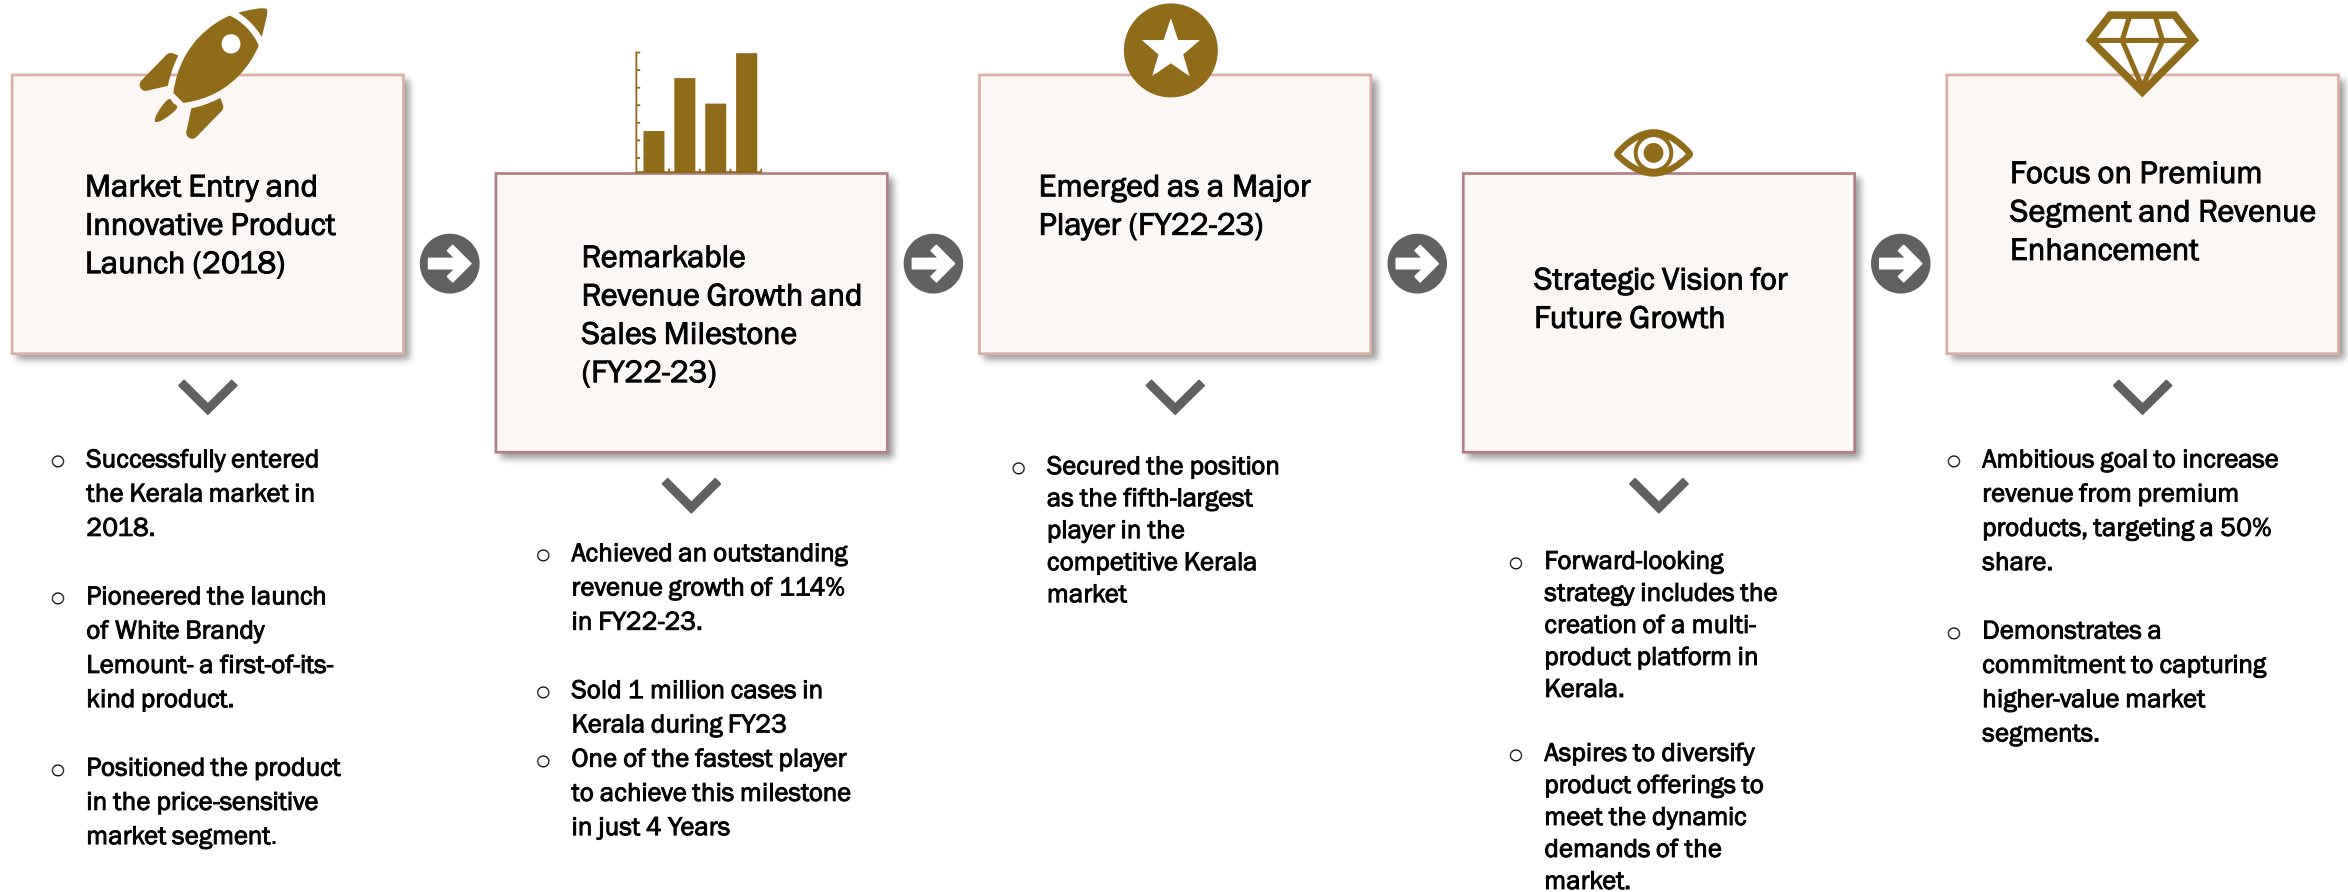 Market Entry and
Innovative Product
Launch (2018)
○ Successfully entered
the Kerala market in
2018.
○ Pioneered the launch
of White Brandy
Lemount- a first-of-its-
kind product.
○ Positioned the product
in the price-sensitive
market segment.
Remarkable
Revenue Growth and
Sales Milestone
(FY22-23)
○ Achieved an outstanding
revenue growth of 114%
in FY22-23.
○ Sold 1 million cases in
Kerala during FY23
○ One of the fastest player
to achieve this milestone
in just 4 Years
Emerged as a Major
Player (FY22-23)
○ Secured the position
as the fifth-largest
player in the
competitive Kerala
market
Strategic Vision for
Future Growth
○ Forward-looking
strategy includes the
creation of a multi-
product platform in
Kerala.
○ Aspires to diversify
product offerings to
meet the dynamic
demands of the
market.
Focus on Premium
Segment and Revenue
Enhancement
○ Ambitious goal to increase
revenue from premium
products, targeting a 50%
share.
○ Demonstrates a
commitment to capturing
higher-value market
segments.